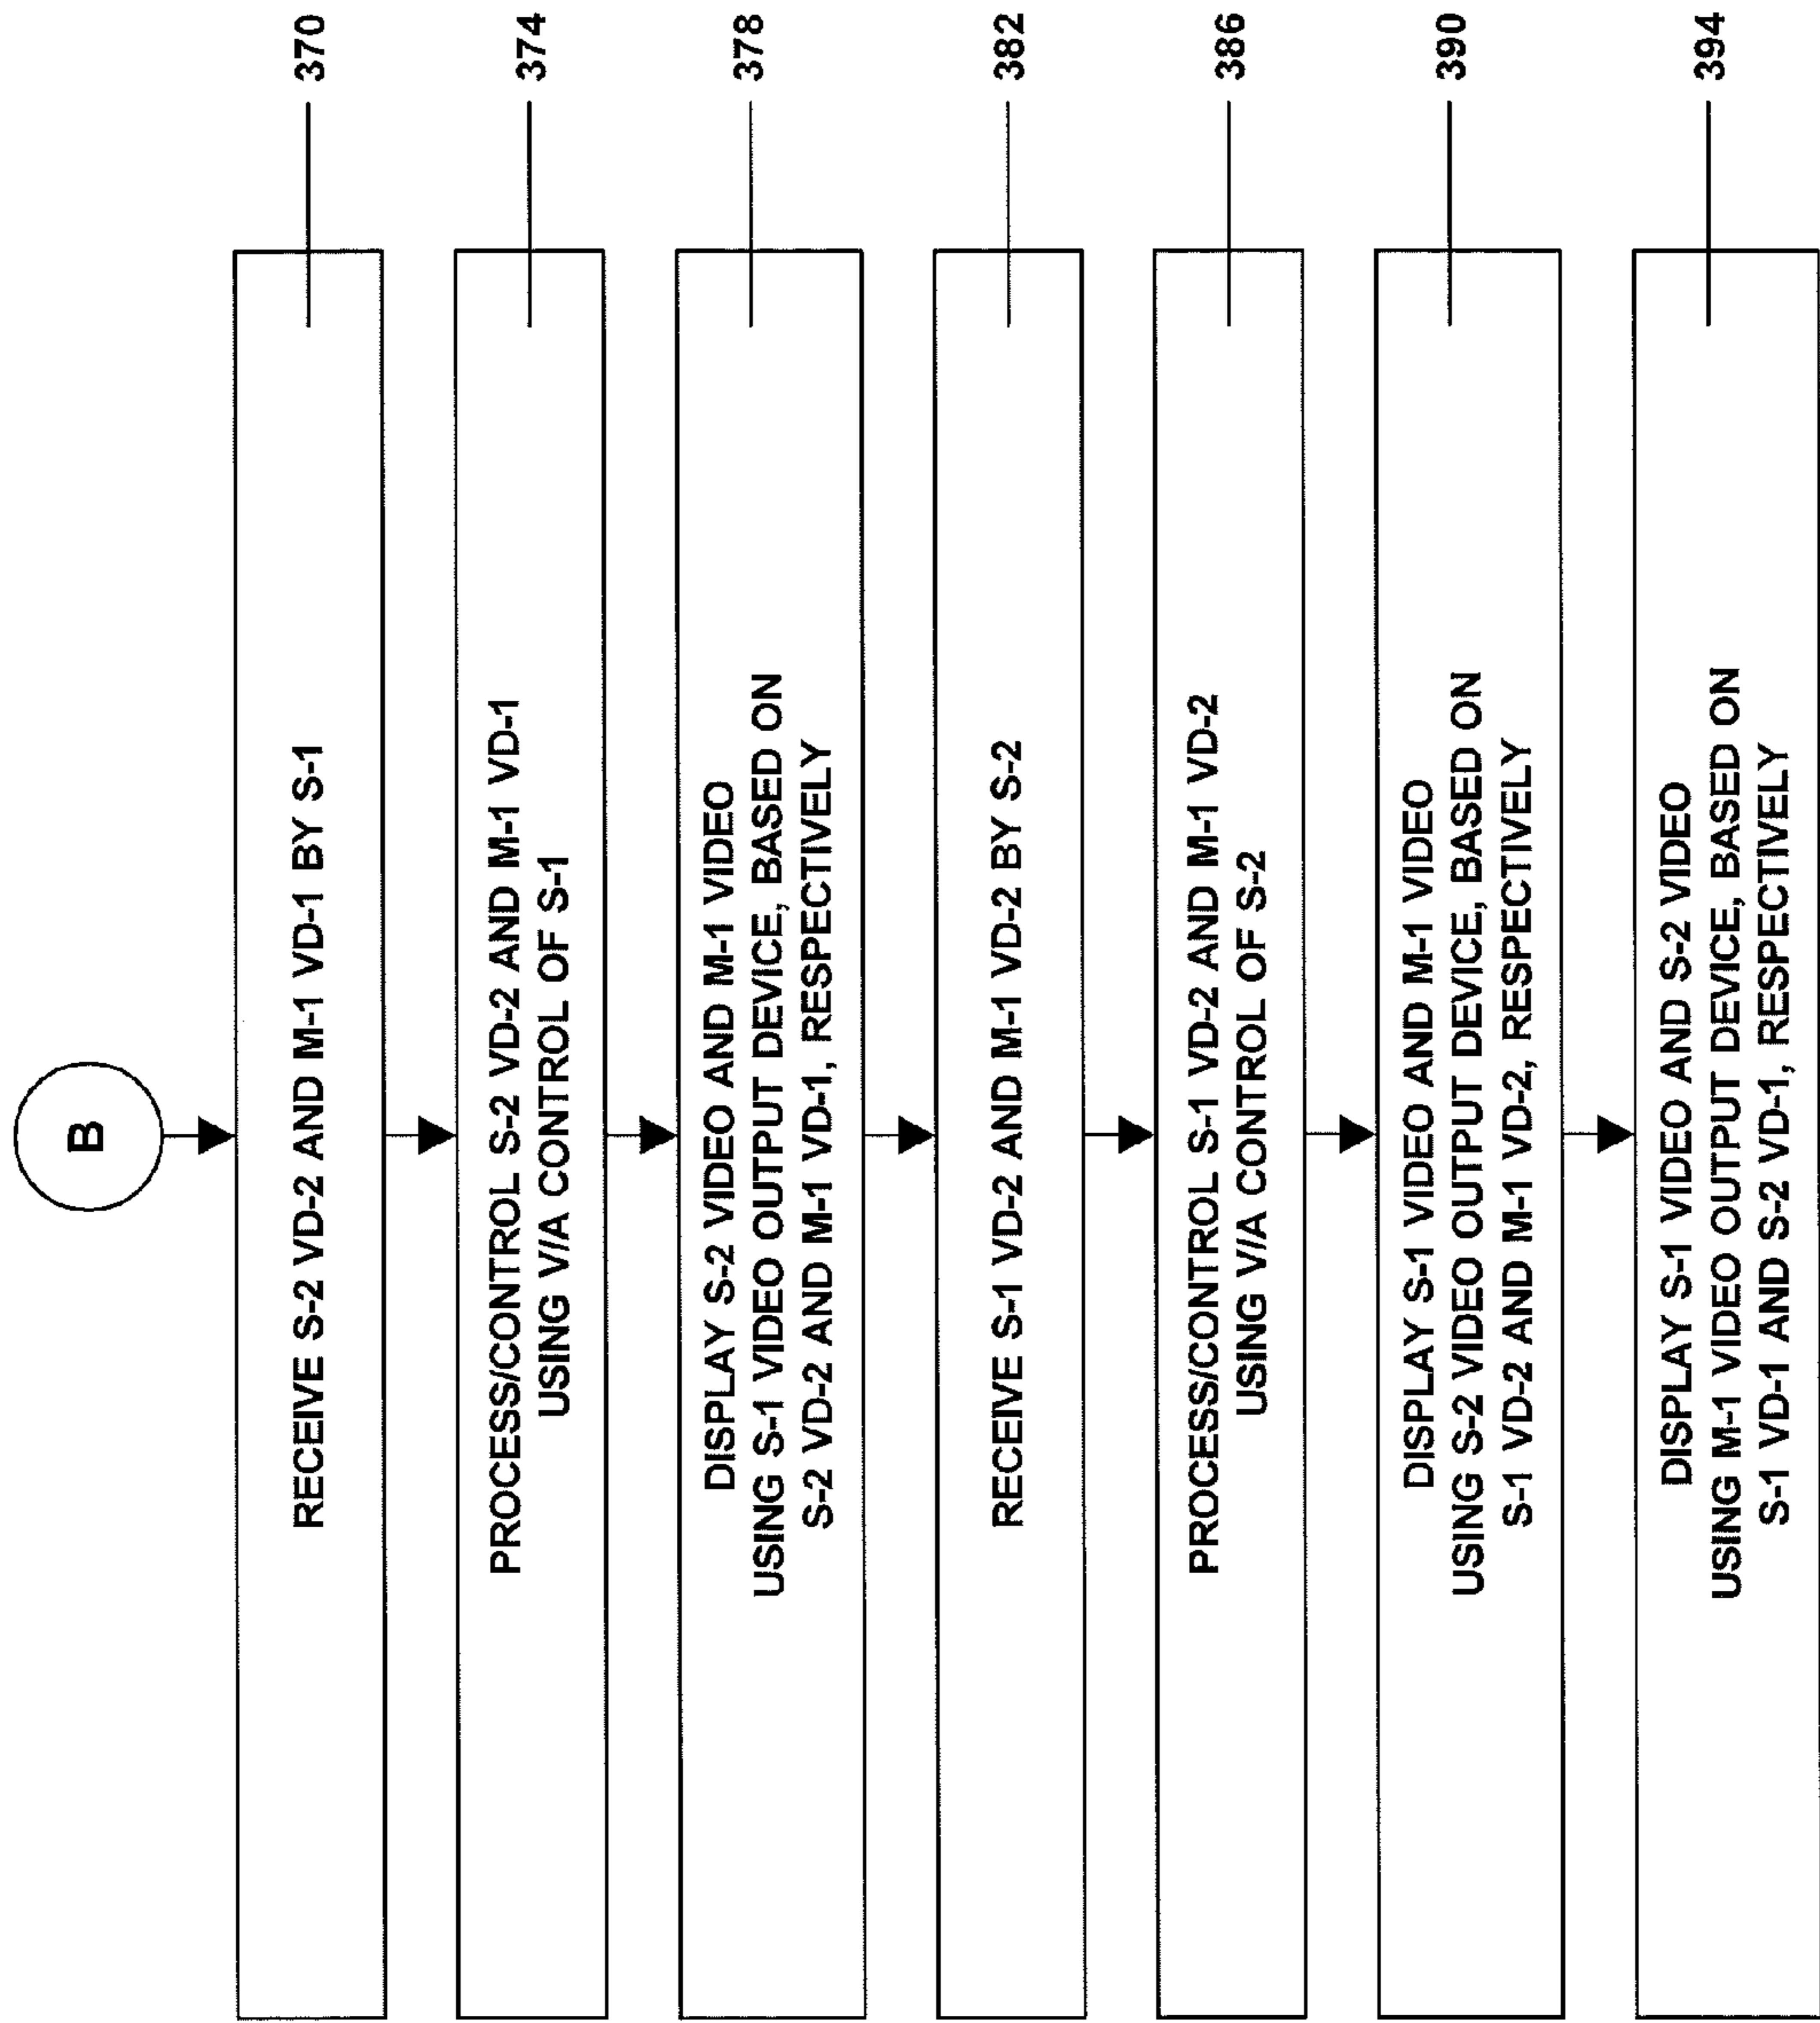 B
RECEIVE S-2 VD-2 AND M-1 VD-1 BY S-1
370
PROCESS/CONTROL S-2 VD-2 AND M-1 VD-1
USING V/A CONTROL OF S-1
374
DISPLAY S-2 VIDEO AND M-1 VIDEO
USING S-1 VIDEO OUTPUT DEVICE, BASED ON
S-2 VD-2 AND M-1 VD-1, RESPECTIVELY
378
RECEIVE S-1 VD-2 AND M-1 VD-2 BY S-2
382
PROCESS/CONTROL S-1 VD-2 AND M-1 VD-2
USING V/A CONTROL OF S-2
386
DISPLAY S-1 VIDEO AND M-1 VIDEO
USING S-2 VIDEO OUTPUT DEVICE, BASED ON
S-1 VD-2 AND M-1 VD-2, RESPECTIVELY
390
DISPLAY S-1 VIDEO AND S-2 VIDEO
USING M-1 VIDEO OUTPUT DEVICE, BASED ON
S-1 VD-1 AND S-2 VD-1, RESPECTIVELY
394